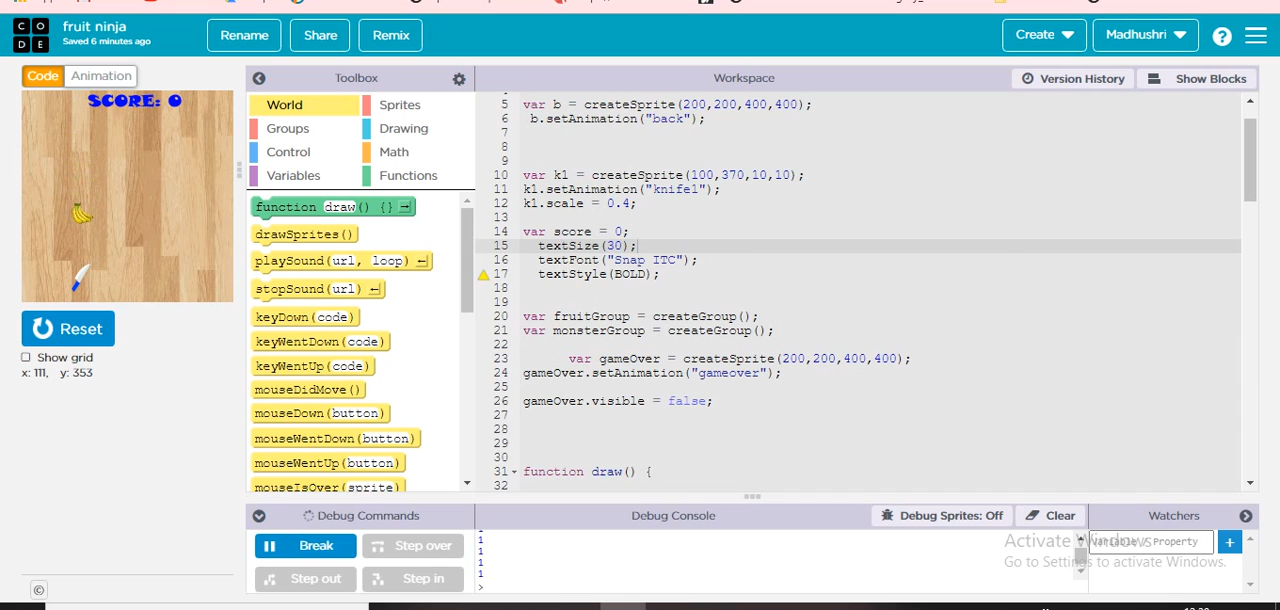 CODE
fruit ninja
Saved 6 minutes ago
Rename
Share
Remix
Create
Madhushri
?
Code
Animation
SCORE: 0
Reset
Show grid
x: 111, y: 353
©
Toolbox
World
Sprites
Groups
Drawing
Control
Math
Variables
Functions
function draw() {}
drawSprites()
playSound(url, loop)
stopSound(url)
keyDown(code)
keyWentDown(code)
keyWentUp(code)
mouseDidMove()
mouseDown(button)
mouseWentDown(button)
mouseWentUp(button)
mouseIsOver(sprite)
Workspace
Version History
Show Blocks
5 var b = createSprite(200,200,400,400);
6 b.setAnimation("back");
7
8
9
10 var k1 = createSprite(100,370,10,10);
11 k1.setAnimation("knife1");
12 k1.scale = 0.4;
13
14 var score = 0;
15 textSize(30);
16 textFont("Snap ITC");
17 textStyle(BOLD);
18
19
20 var fruitGroup = createGroup();
21 var monsterGroup = createGroup();
22
23 var gameOver = createSprite(200,200,400,400);
24 gameOver.setAnimation("gameover");
25
26 gameOver.visible = false;
27
28
29
30
31 function draw() {
32
Debug Commands
Break
Step over
Step out
Step in
Debug Console
Debug Sprites: Off
Clear
1
1
1
1
>
Watchers
Variable / Property
+
Activate Windows
Go to Settings to activate Windows.